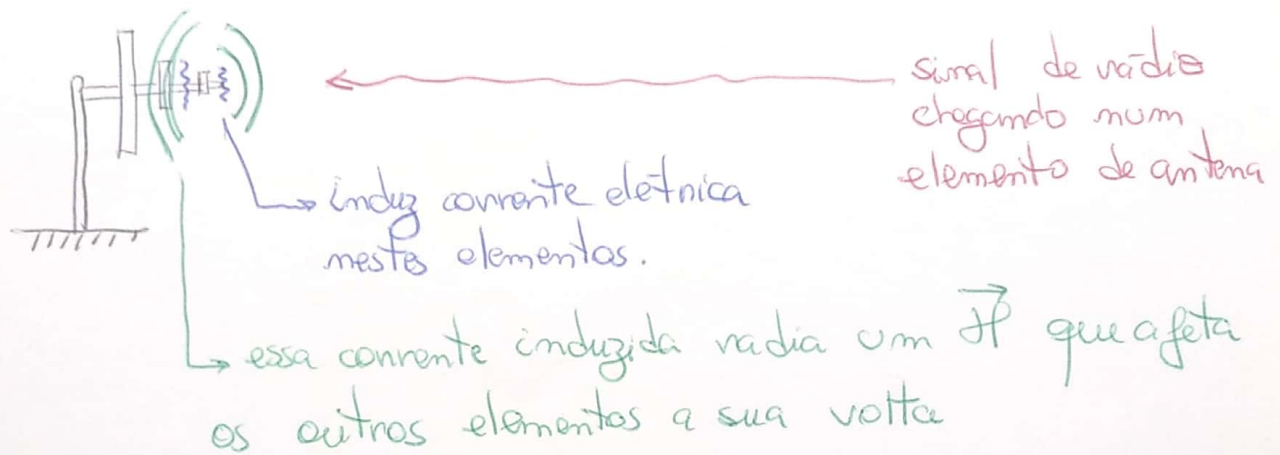 sinal de rádio
chegando num
elemento de antena
induz corrente elétrica
nestes elementos.
essa corrente induzida radia um H que afeta
os outros elementos a sua volta